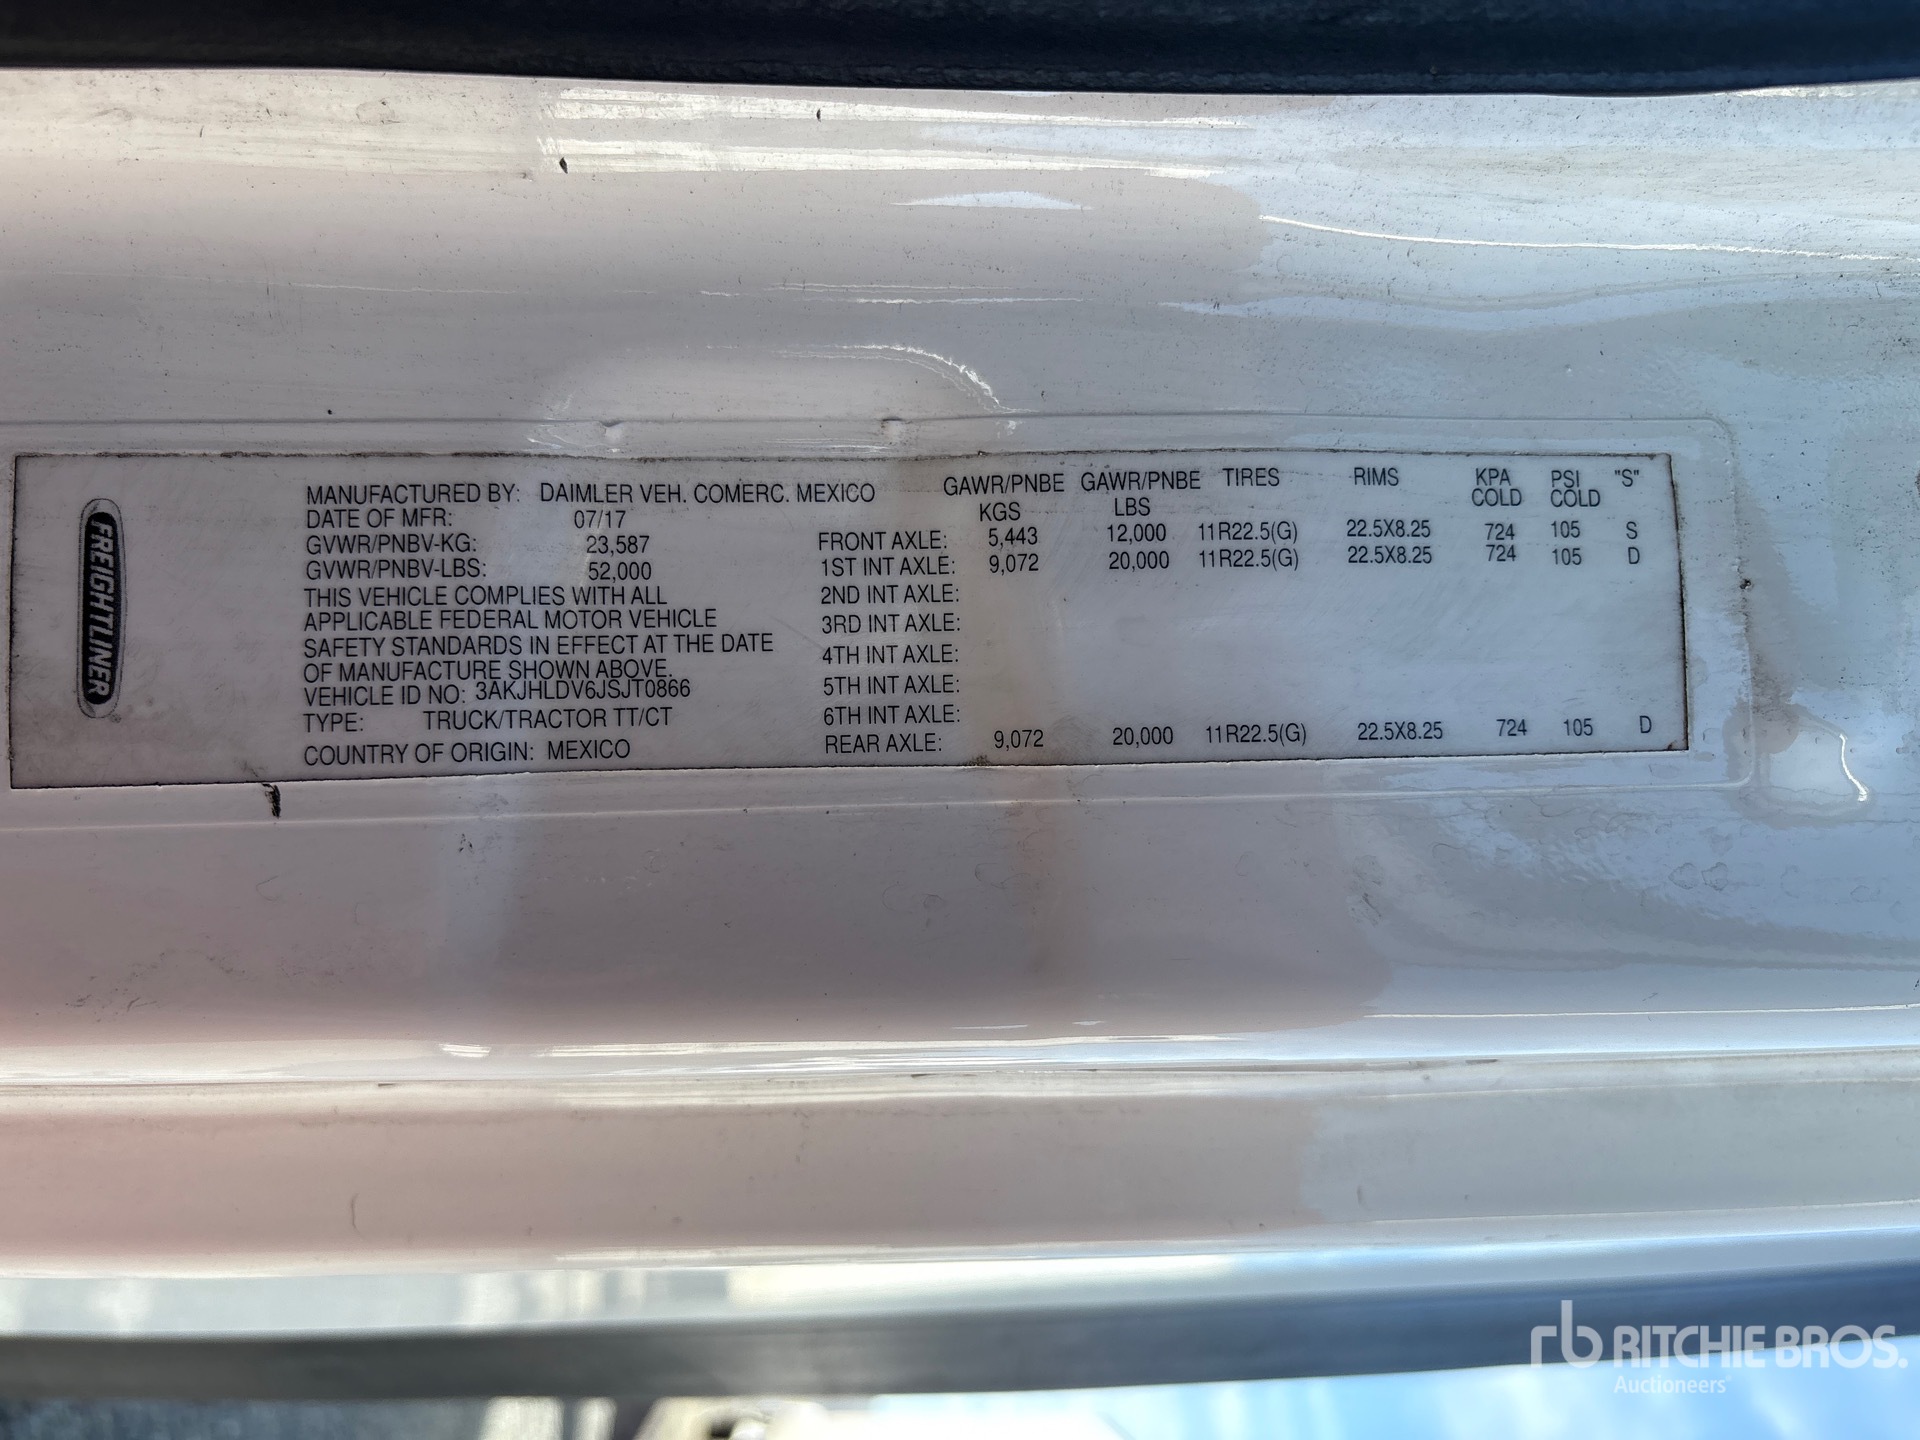 FREIGHTLINER
MANUFACTURED BY: DAIMLER VEH. COMERC. MEXICO
DATE OF MFR: 07/17
GVWR/PNBV-KG: 23,587
GVWR/PNBV-LBS: 52,000
THIS VEHICLE COMPLIES WITH ALL
APPLICABLE FEDERAL MOTOR VEHICLE
SAFETY STANDARDS IN EFFECT AT THE DATE
OF MANUFACTURE SHOWN ABOVE.
VEHICLE ID NO: 3AKJHLDV6JSJT0866
TYPE: TRUCK/TRACTOR TT/CT
COUNTRY OF ORIGIN: MEXICO
GAWR/PNBE GAWR/PNBE TIRES RIMS KPA PSI "S"
KGS LBS COLD COLD
FRONT AXLE: 5,443 12,000 11R22.5(G) 22.5X8.25 724 105 S
1ST INT AXLE: 9,072 20,000 11R22.5(G) 22.5X8.25 724 105 D
2ND INT AXLE:
3RD INT AXLE:
4TH INT AXLE:
5TH INT AXLE:
6TH INT AXLE:
REAR AXLE: 9,072 20,000 11R22.5(G) 22.5X8.25 724 105 D
rb RITCHIE BROS.
Auctioneers